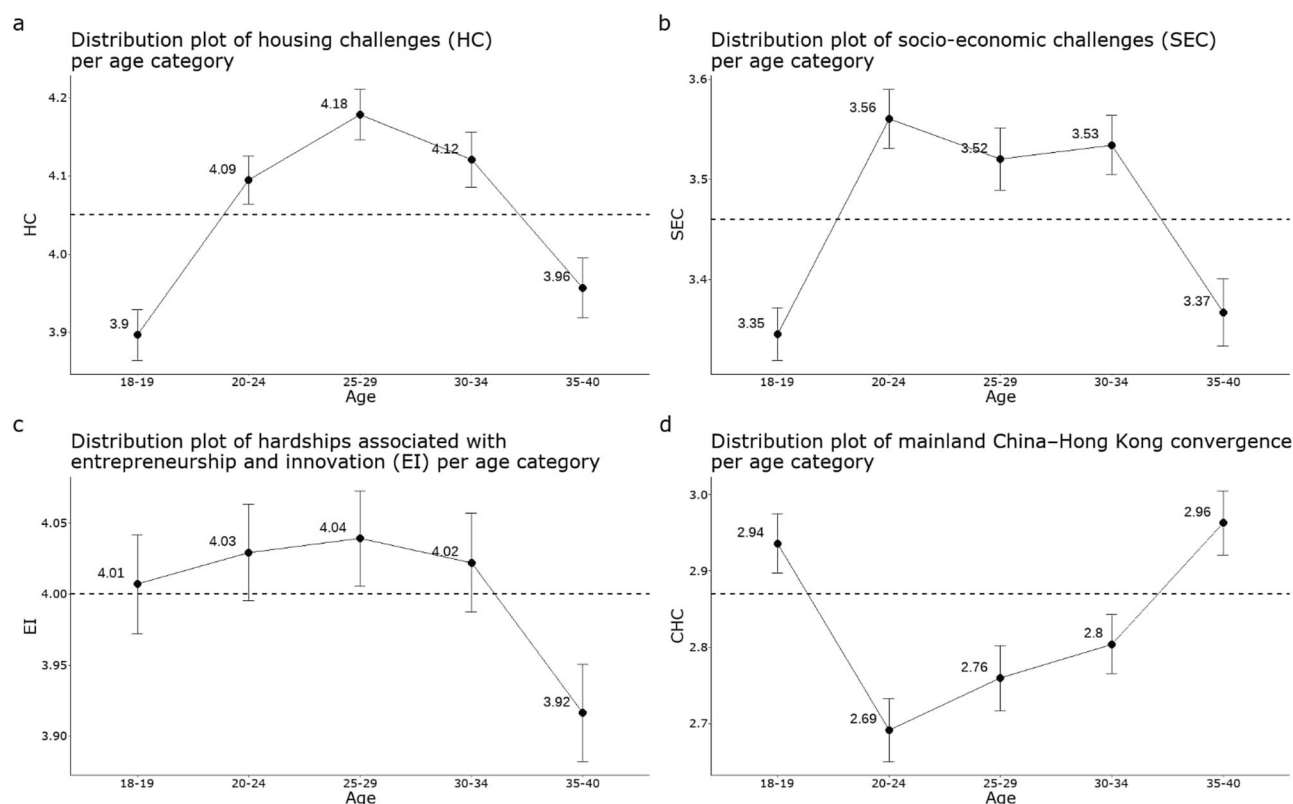 a
Distribution plot of housing challenges (HC)
per age category
4.2
4.1
4.0
3.9
HC
3.9
4.09
4.18
4.12
3.96
18-19
20-24
25-29
30-34
35-40
Age
b
Distribution plot of socio-economic challenges (SEC)
per age category
3.6
3.5
3.4
SEC
3.35
3.56
3.52
3.53
3.37
18-19
20-24
25-29
30-34
35-40
Age
c
Distribution plot of hardships associated with
entrepreneurship and innovation (EI) per age category
4.05
4.00
3.95
3.90
EI
4.01
4.03
4.04
4.02
3.92
18-19
20-24
25-29
30-34
35-40
Age
d
Distribution plot of mainland China–Hong Kong convergence
per age category
3.0
2.9
2.8
2.7
CHC
2.94
2.69
2.76
2.8
2.96
18-19
20-24
25-29
30-34
35-40
Age